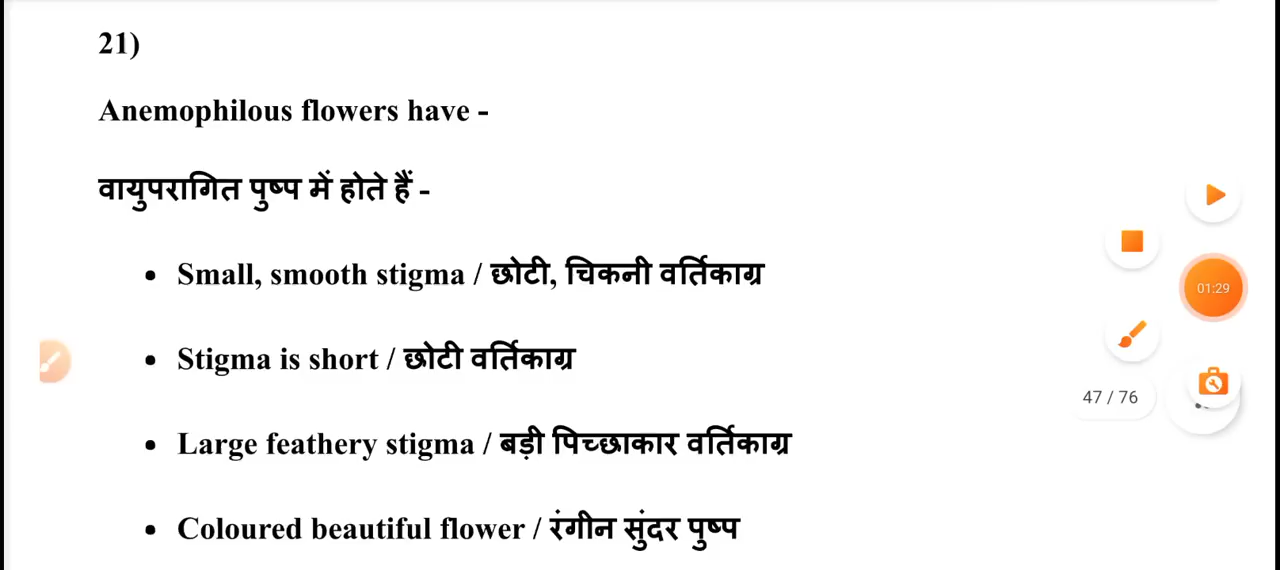 21)
Anemophilous flowers have -
वायुपरागित पुष्प में होते हैं -
• Small, smooth stigma / छोटी, चिकनी वर्तिकाग्र
01:29
• Stigma is short / छोटी वर्तिकाग्र
47 / 76
• Large feathery stigma / बड़ी पिच्छाकार वर्तिकाग्र
• Coloured beautiful flower / रंगीन सुंदर पुष्प